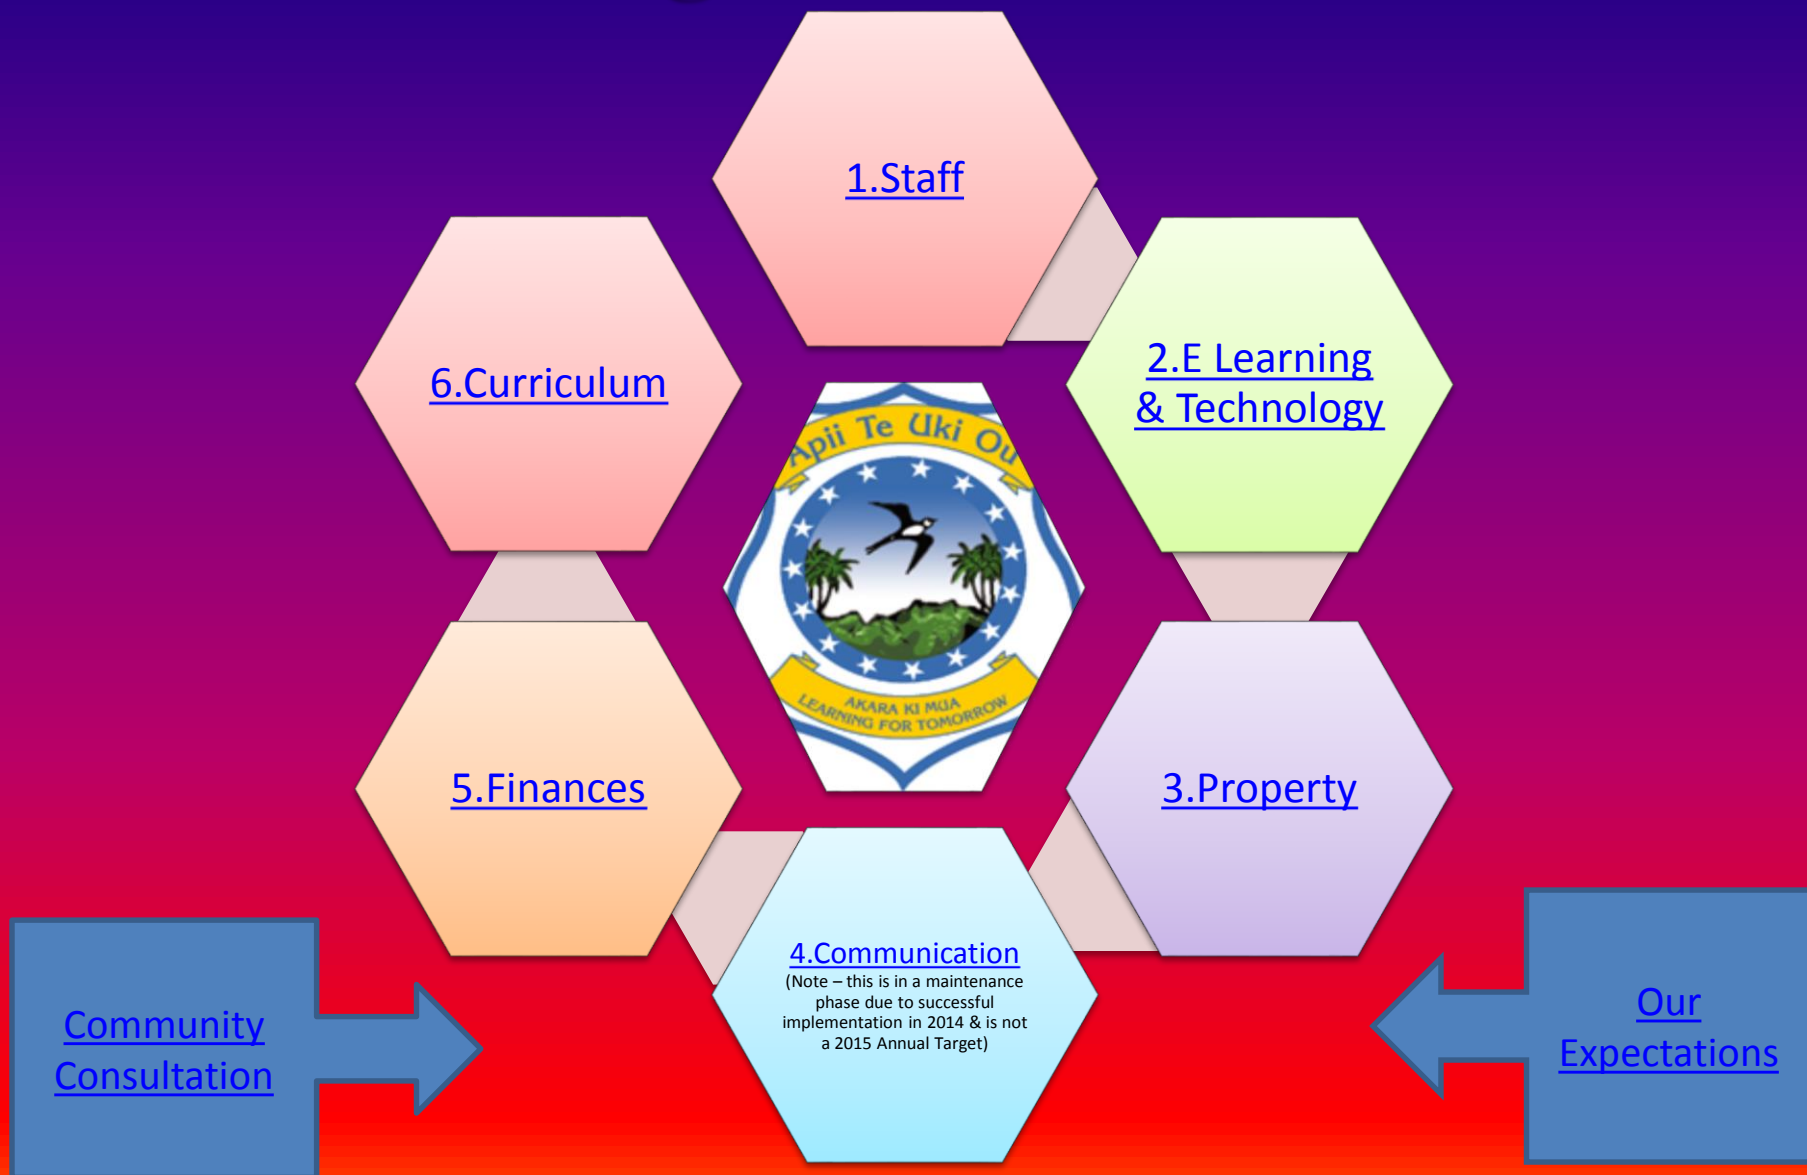 1.Staff
2.E Learning
& Technology
6.Curriculum
Apii Te Uki Ou
AKARA KI MUA
LEARNING FOR TOMORROW
5.Finances
3.Property
4.Communication
(Note – this is in a maintenance
phase due to successful
implementation in 2014 & is not
a 2015 Annual Target)
Community
Consultation
Our
Expectations